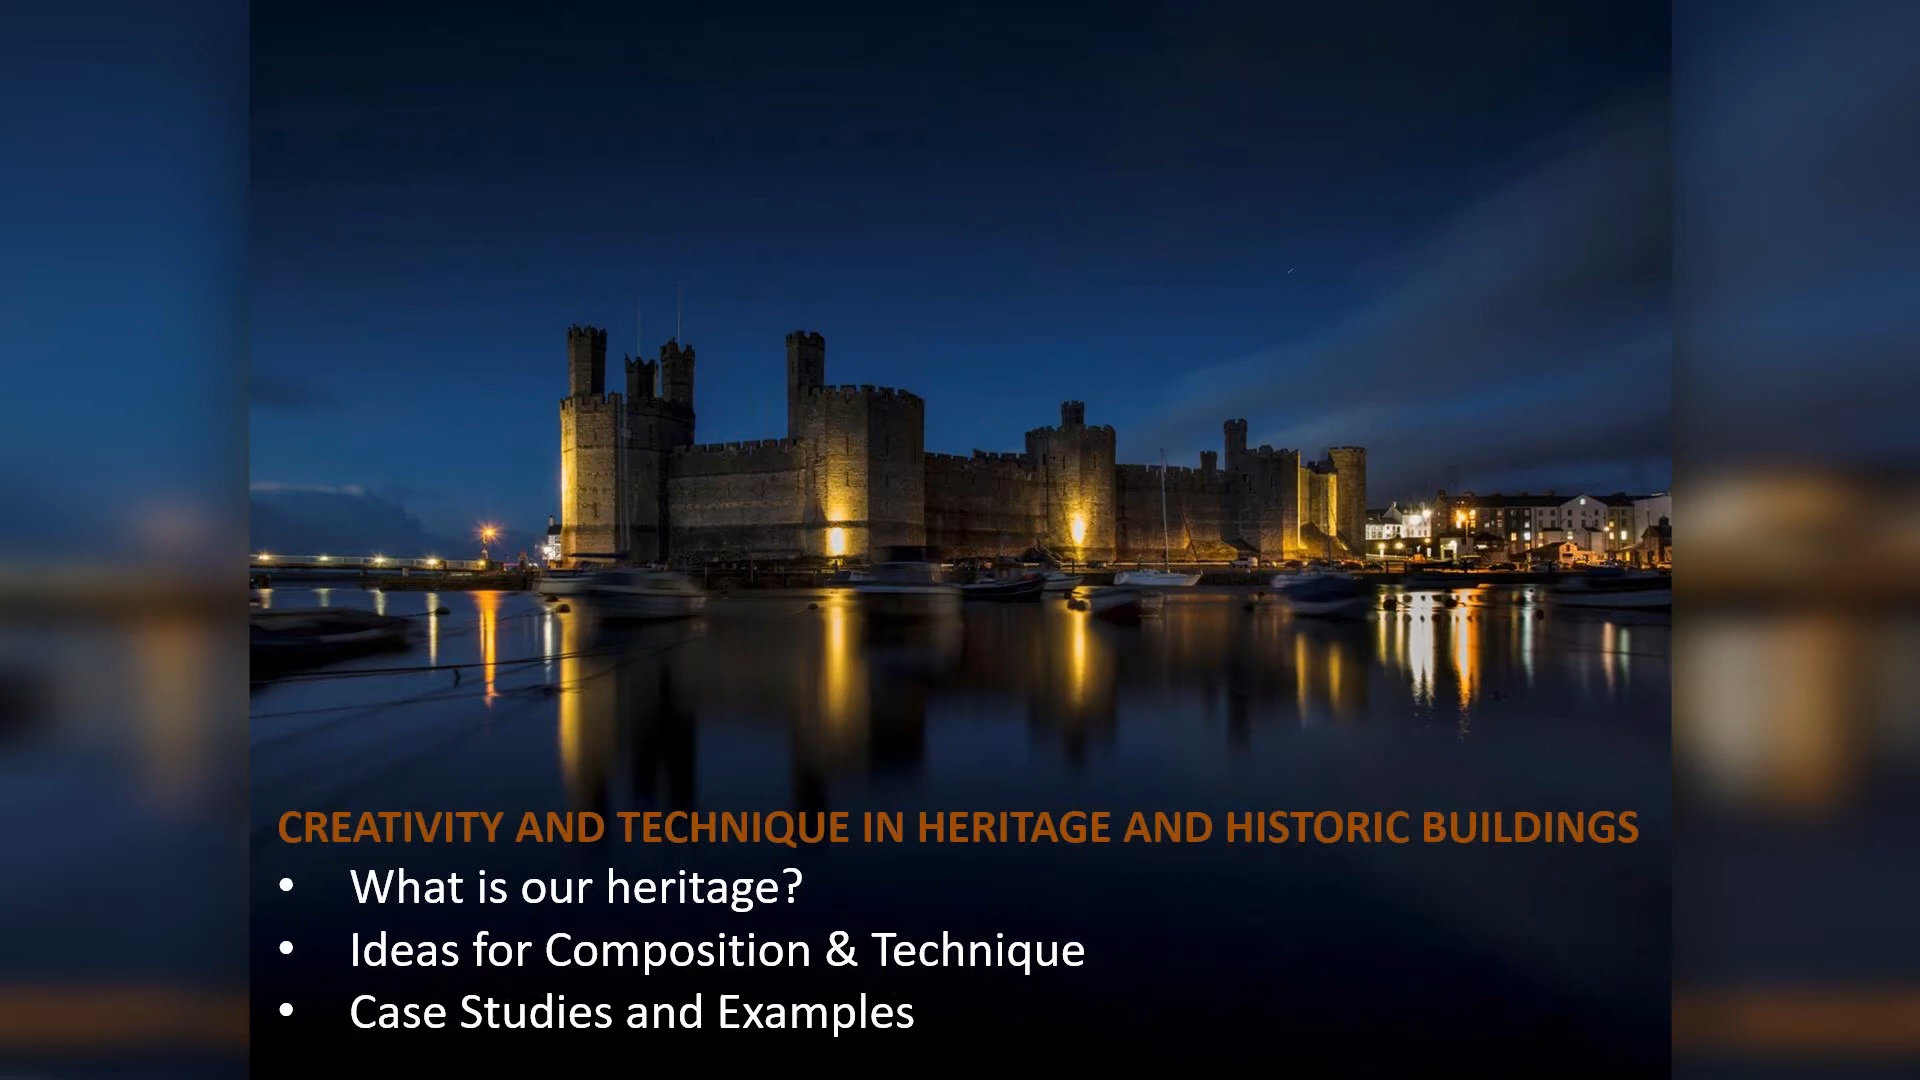 CREATIVITY AND TECHNIQUE IN HERITAGE AND HISTORIC BUILDINGS
• What is our heritage?
• Ideas for Composition & Technique
• Case Studies and Examples